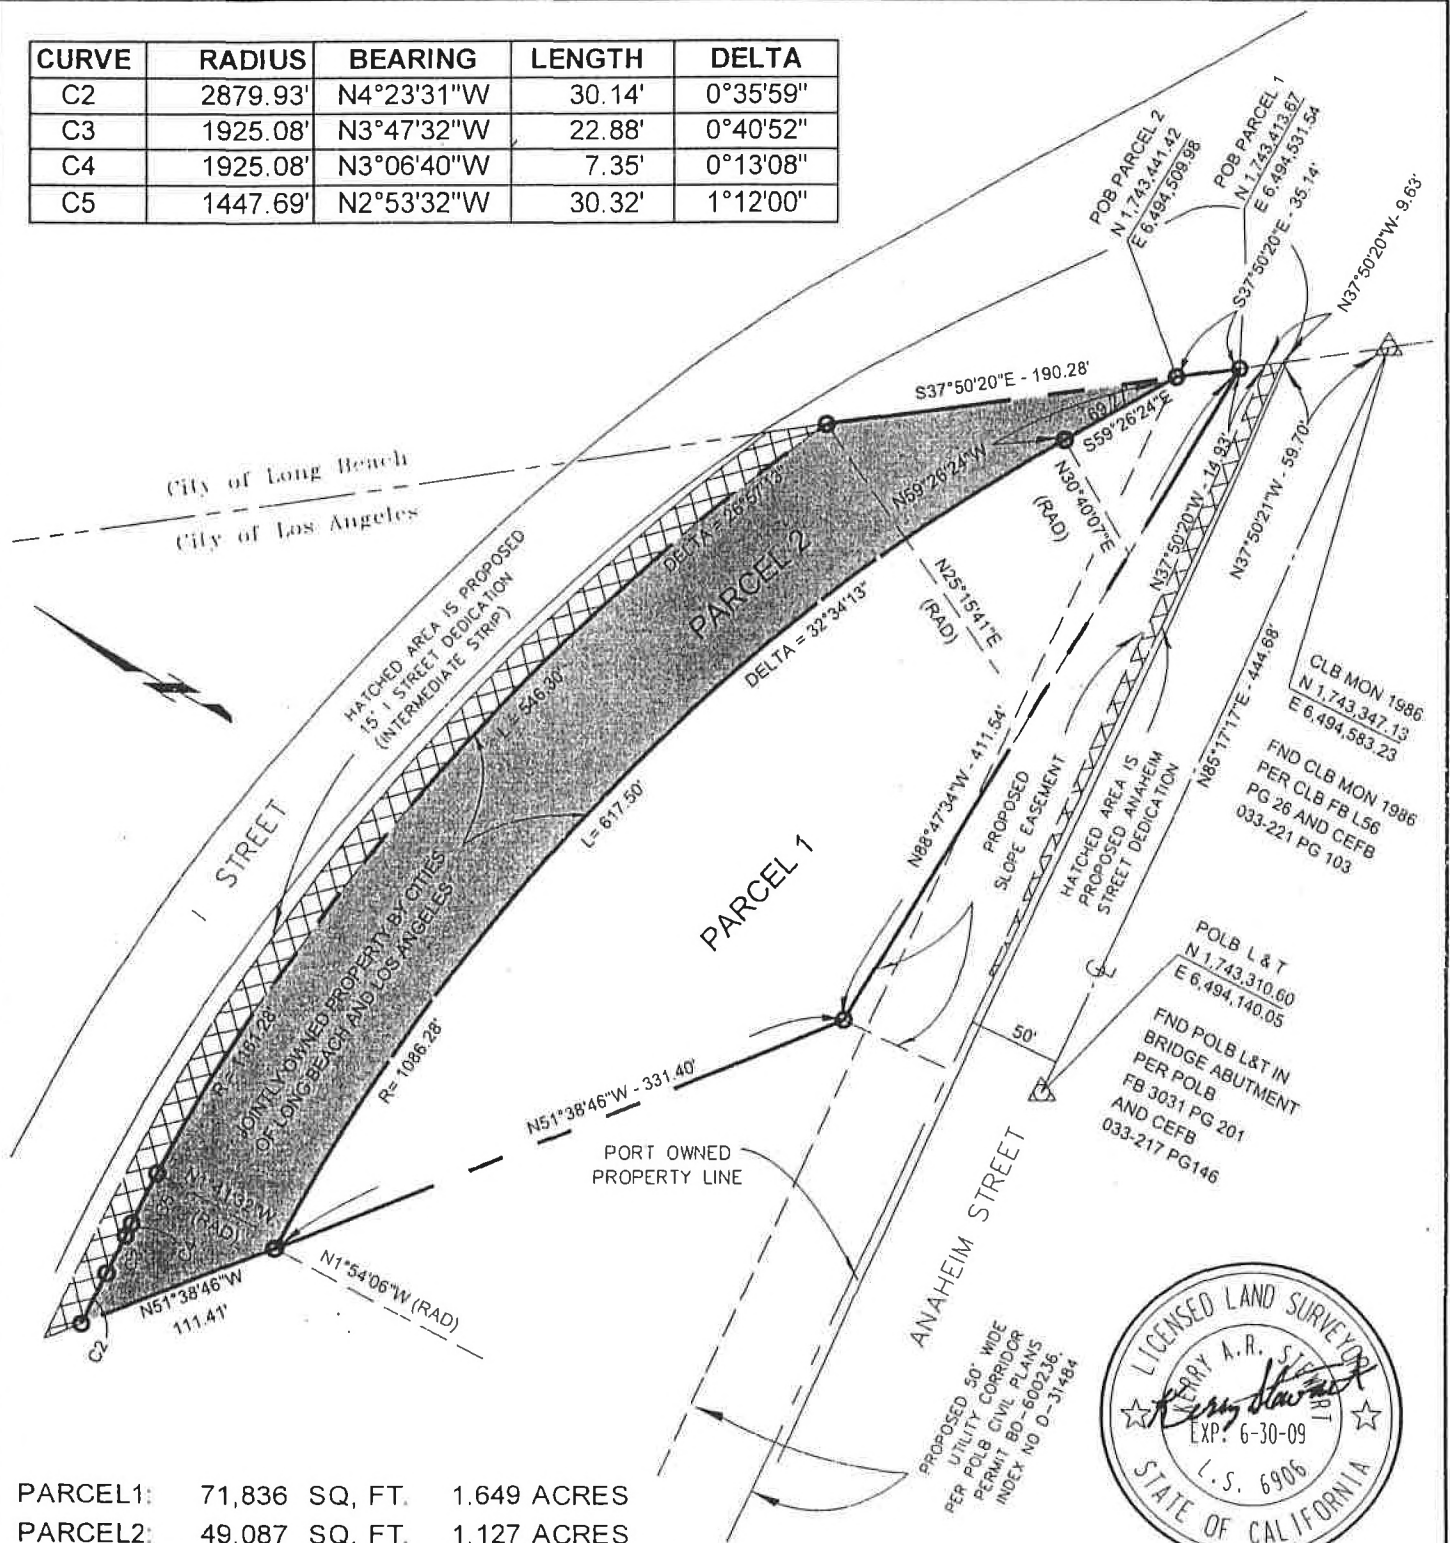 CURVE RADIUS BEARING LENGTH DELTA
C2 2879.93' N4°23'31"W 30.14' 0°35'59"
C3 1925.08' N3°47'32"W 22.88' 0°40'52"
C4 1925.08' N3°06'40"W 7.35' 0°13'08"
C5 1447.69' N2°53'32"W 30.32' 1°12'00"
POB PARCEL 2
N 1,743,441.42
E 6,494,509.98
POB PARCEL 1
N 1,743,413.67
E 6,494,531.54
S37°50'20"E - 35.14'
N37°50'20"W- 9.63'
S37°50'20"E - 190.28'
69.71'
S59°26'24"E
N59°26'24"W
N30°40'07"E
(RAD)
N37°50'20"W - 14.93'
N37°50'21"W - 59.70'
City of Long Beach
City of Los Angeles
HATCHED AREA IS PROPOSED
15' I STREET DEDICATION
(INTERMEDIATE STRIP)
DELTA = 26°57'13"
PARCEL 2
N25°15'41"E
(RAD)
DELTA = 32°34'13"
L= 546.30'
L= 617.50'
I STREET
N85°17'17"E - 444.68'
CLB MON 1986
N 1,743,347.13
E 6,494,583.23
FND CLB MON 1986
PER CLB FB L56
PG 26 AND CEFB
033-221 PG 103
N88°47'34"W - 411.54'
PROPOSED
SLOPE EASEMENT
HATCHED AREA IS
PROPOSED ANAHEIM
STREET DEDICATION
PARCEL 1
JOINTLY OWNED PROPERTY BY CITIES
OF LONG BEACH AND LOS ANGELES
R= 1086.28'
POLB L & T
N 1,743,310.60
E 6,494,140.05
FND POLB L&T IN
BRIDGE ABUTMENT
PER POLB
FB 3031 PG 201
AND CEFB
033-217 PG146
50'
N51°38'46"W - 331.40'
PORT OWNED
PROPERTY LINE
ANAHEIM STREET
(RAD)
C3
C4
N51°38'46"W
111.41'
N1°54'06"W (RAD)
C2
PROPOSED 50' WIDE
UTILITY CORRIDOR
PER POLB CIVIL PLANS
PERMIT BD-600236.
INDEX NO D-31484
LICENSED LAND SURVEYOR
KERRY A.R. STEWART
EXP. 6-30-09
L.S. 6906
STATE OF CALIFORNIA
PARCEL1: 71,836 SQ, FT. 1.649 ACRES
PARCEL2: 49,087 SQ. FT. 1.127 ACRES